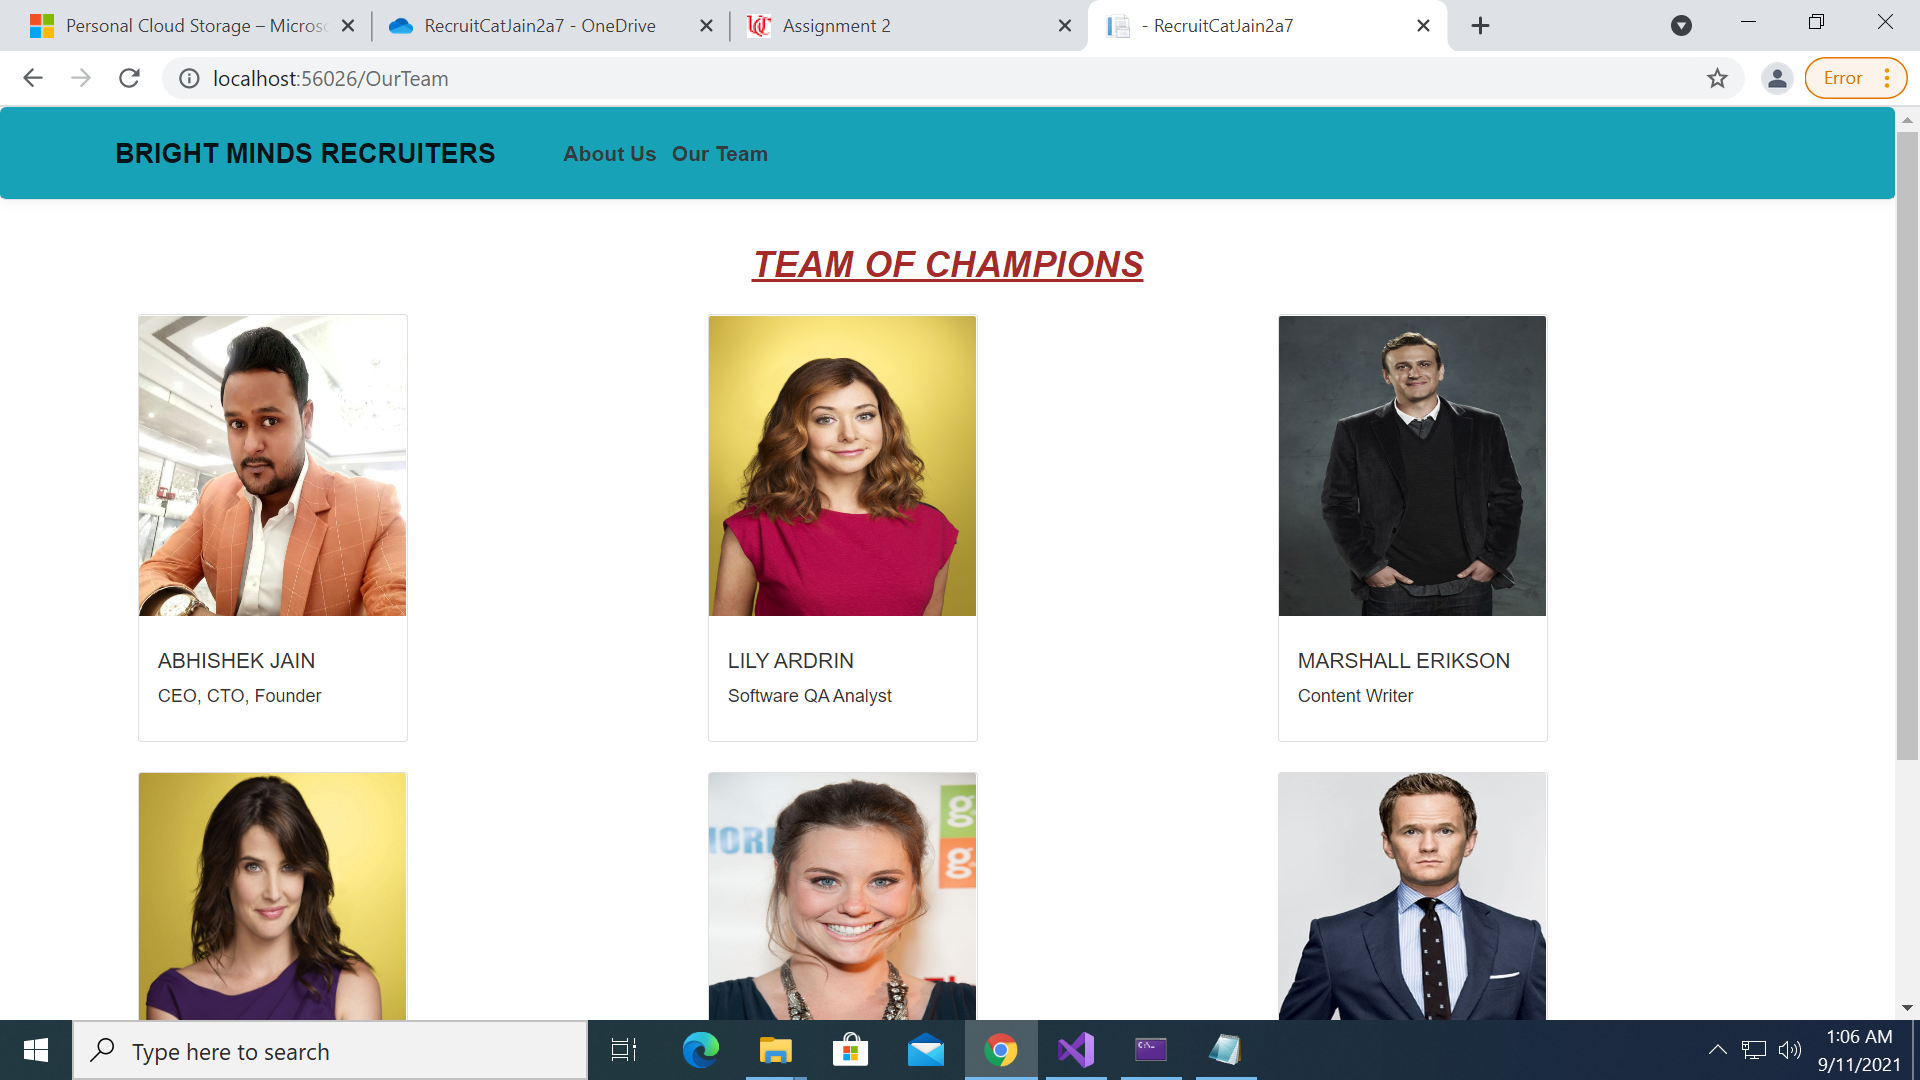 Personal Cloud Storage – Micros
RecruitCatJain2a7 - OneDrive
Assignment 2
- RecruitCatJain2a7
localhost:56026/OurTeam
Error
BRIGHT MINDS RECRUITERS
About Us
Our Team
TEAM OF CHAMPIONS
ABHISHEK JAIN
CEO, CTO, Founder
LILY ARDRIN
Software QA Analyst
MARSHALL ERIKSON
Content Writer
g.
g.
Type here to search
1:06 AM
9/11/2021